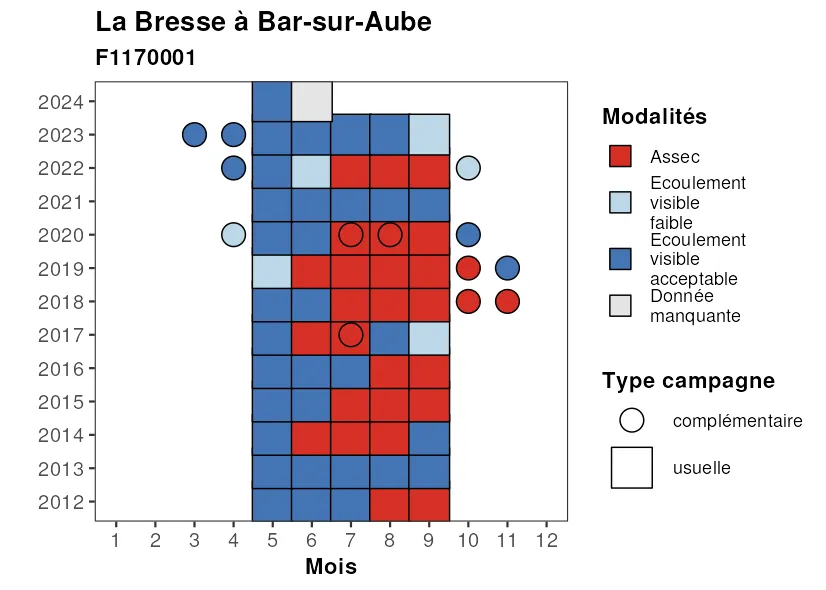 La Bresse à Bar-sur-Aube
F1170001
2024
2023
2022
2021
2020
2019
2018
2017
2016
2015
2014
2013
2012
1 2 3 4 5 6 7 8 9 10 11 12
Mois
Modalités
Assec
Ecoulement
visible
faible
Ecoulement
visible
acceptable
Donnée
manquante
Type campagne
complémentaire
usuelle